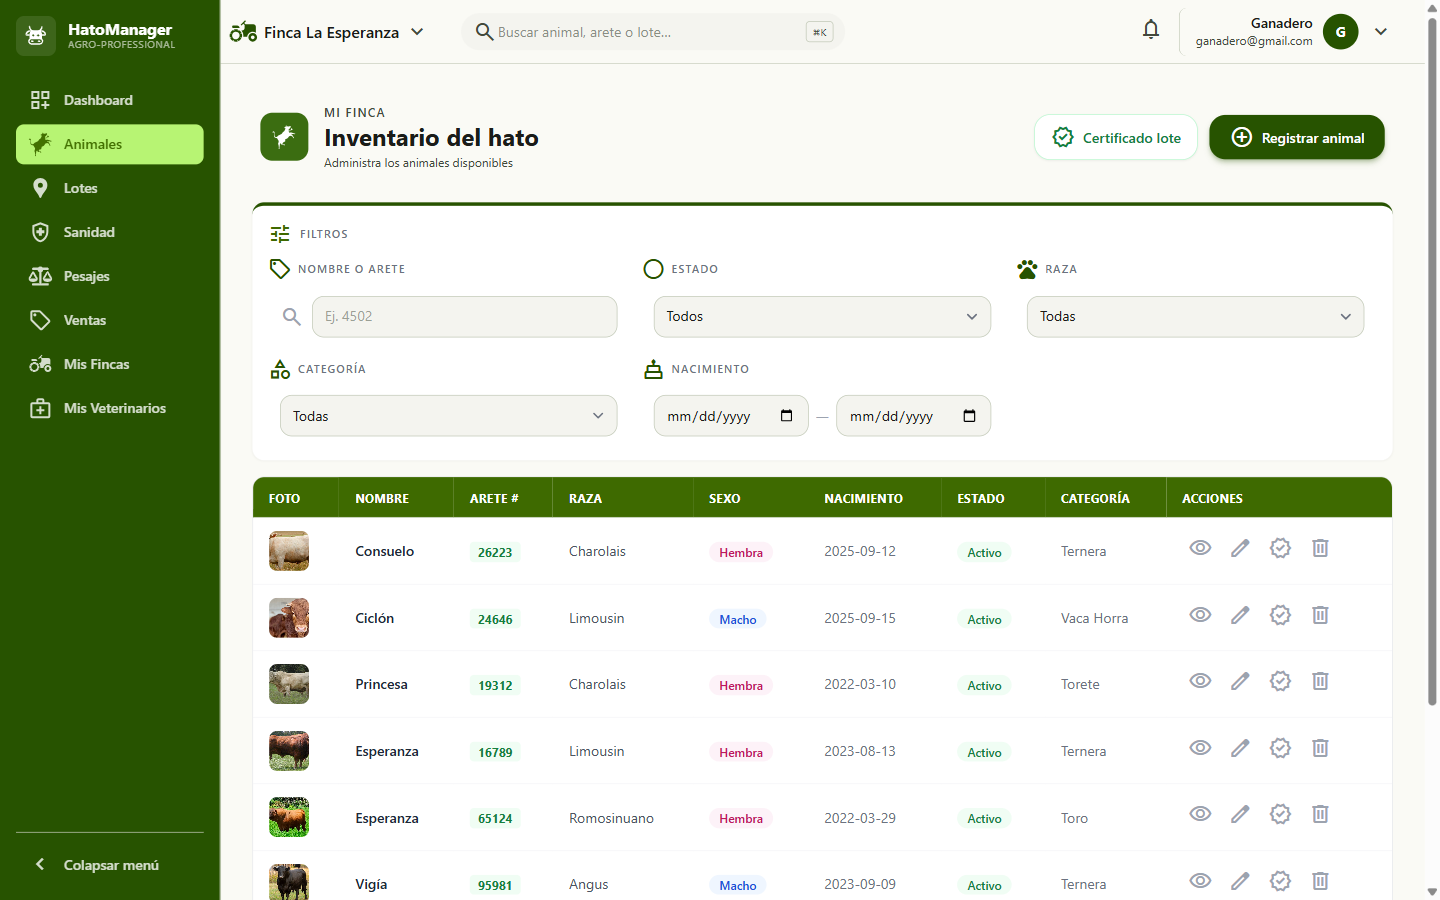 HatoManager
AGRO-PROFESSIONAL
Dashboard
Animales
Lotes
Sanidad
Pesajes
Ventas
Mis Fincas
Mis Veterinarios
Colapsar menú
Finca La Esperanza
Buscar animal, arete o lote...
⌘K
Ganadero
ganadero@gmail.com
G
MI FINCA
Inventario del hato
Administra los animales disponibles
Certificado lote
Registrar animal
FILTROS
NOMBRE O ARETE
ESTADO
RAZA
Ej. 4502
Todos
Todas
CATEGORÍA
NACIMIENTO
Todas
mm/dd/yyyy — mm/dd/yyyy
FOTO NOMBRE ARETE # RAZA SEXO NACIMIENTO ESTADO CATEGORÍA ACCIONES
Consuelo 26223 Charolais Hembra 2025-09-12 Activo Ternera
Ciclón 24646 Limousin Macho 2025-09-15 Activo Vaca Horra
Princesa 19312 Charolais Hembra 2022-03-10 Activo Torete
Esperanza 16789 Limousin Hembra 2023-08-13 Activo Ternera
Esperanza 65124 Romosinuano Hembra 2022-03-29 Activo Toro
Vigía 95981 Angus Macho 2023-09-09 Activo Ternera